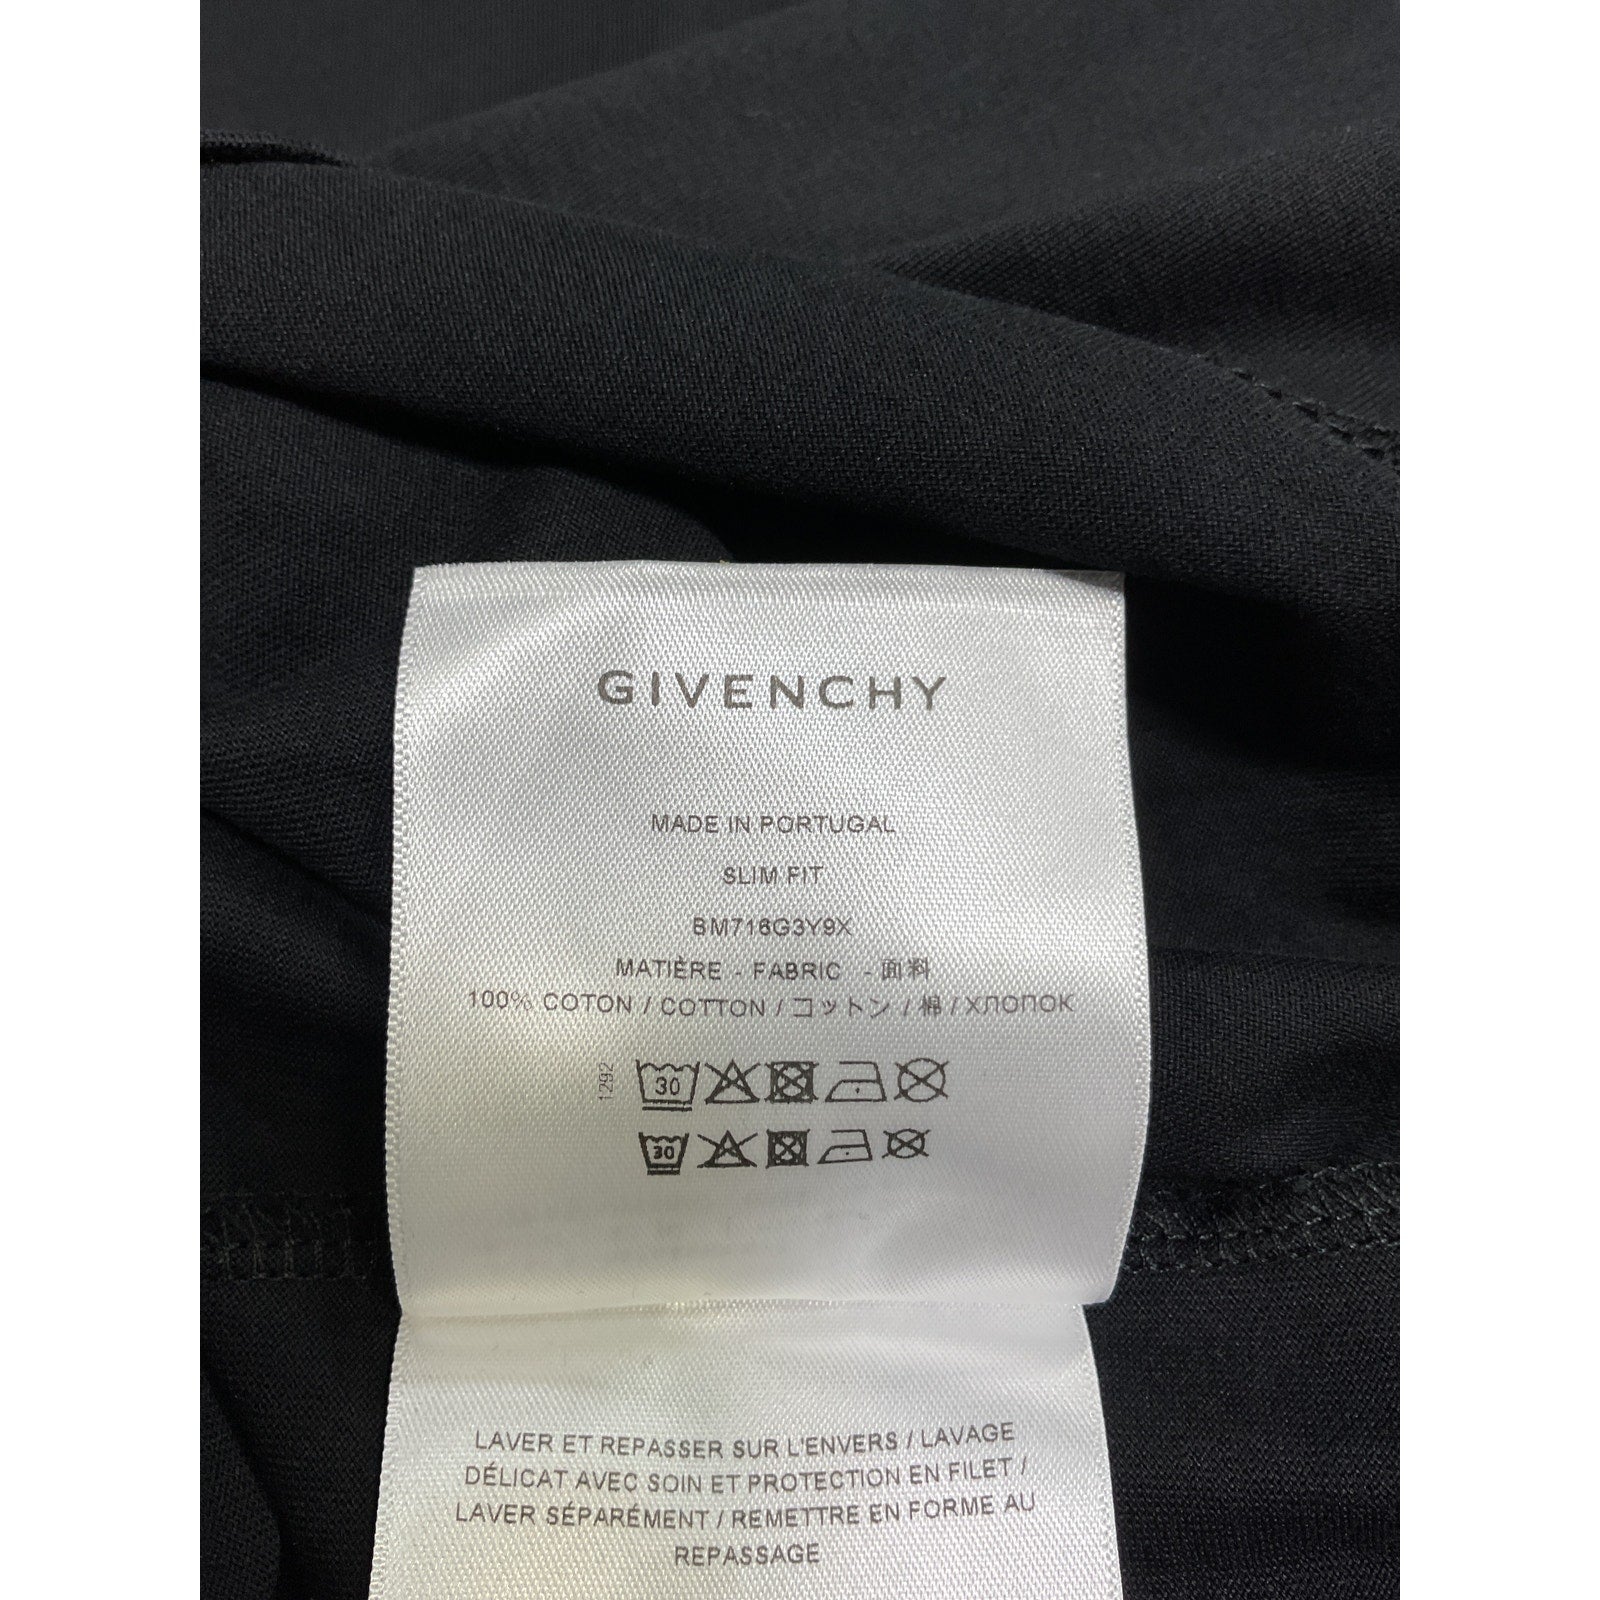 GIVENCHY
MADE IN PORTUGAL
SLIM FIT
BM716G3Y9X
MATIÈRE - FABRIC - 面料
100% COTON / COTTON / コットン / 棉 / ХЛОПОК
1292
30
30
LAVER ET REPASSER SUR L'ENVERS / LAVAGE
DÉLICAT AVEC SOIN ET PROTECTION EN FILET /
LAVER SÉPARÉMENT / REMETTRE EN FORME AU
REPASSAGE